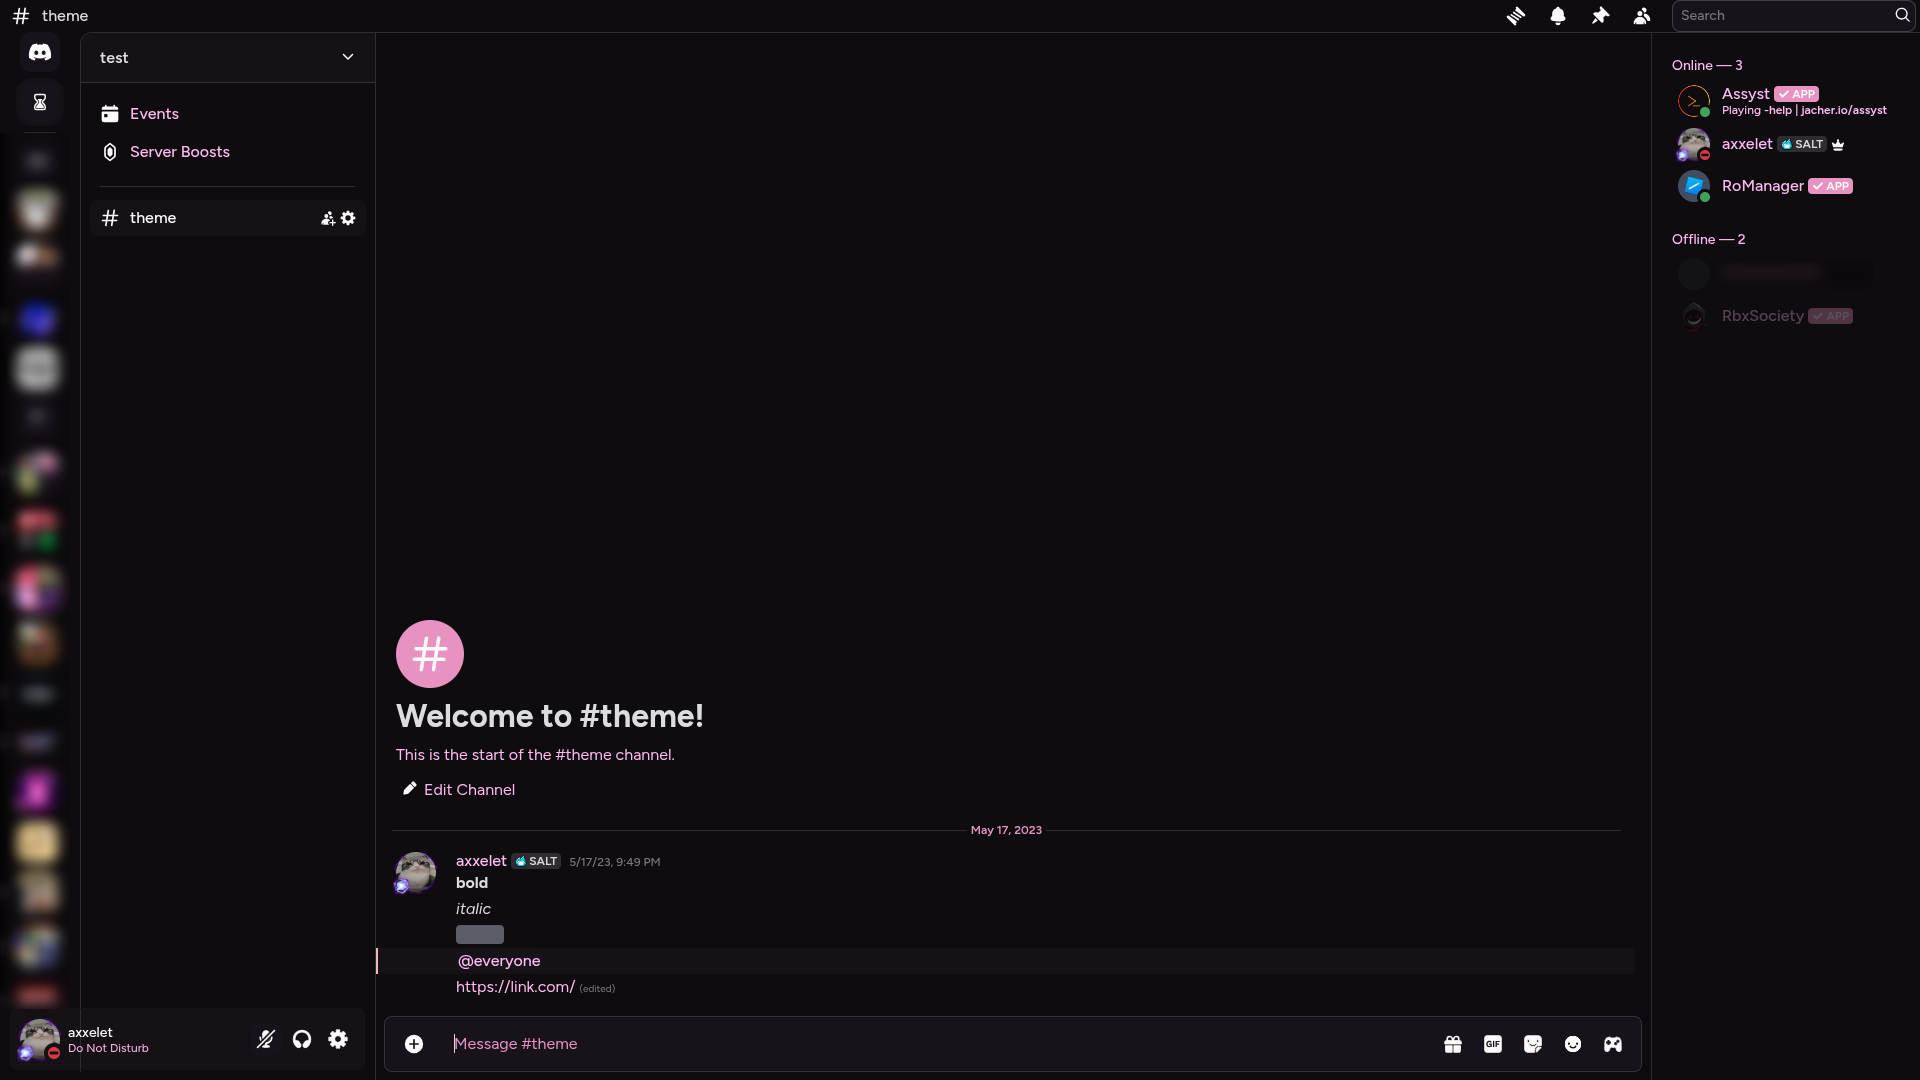 theme
Search
test
Events
Server Boosts
theme
Welcome to #theme!
This is the start of the #theme channel.
Edit Channel
May 17, 2023
axxelet SALT 5/17/23, 9:49 PM
bold
italic
@everyone
https://link.com/ (edited)
Message #theme
GIF
axxelet
Do Not Disturb
Online — 3
Assyst APP
Playing -help | jacher.io/assyst
axxelet SALT
RoManager APP
Offline — 2
RbxSociety APP